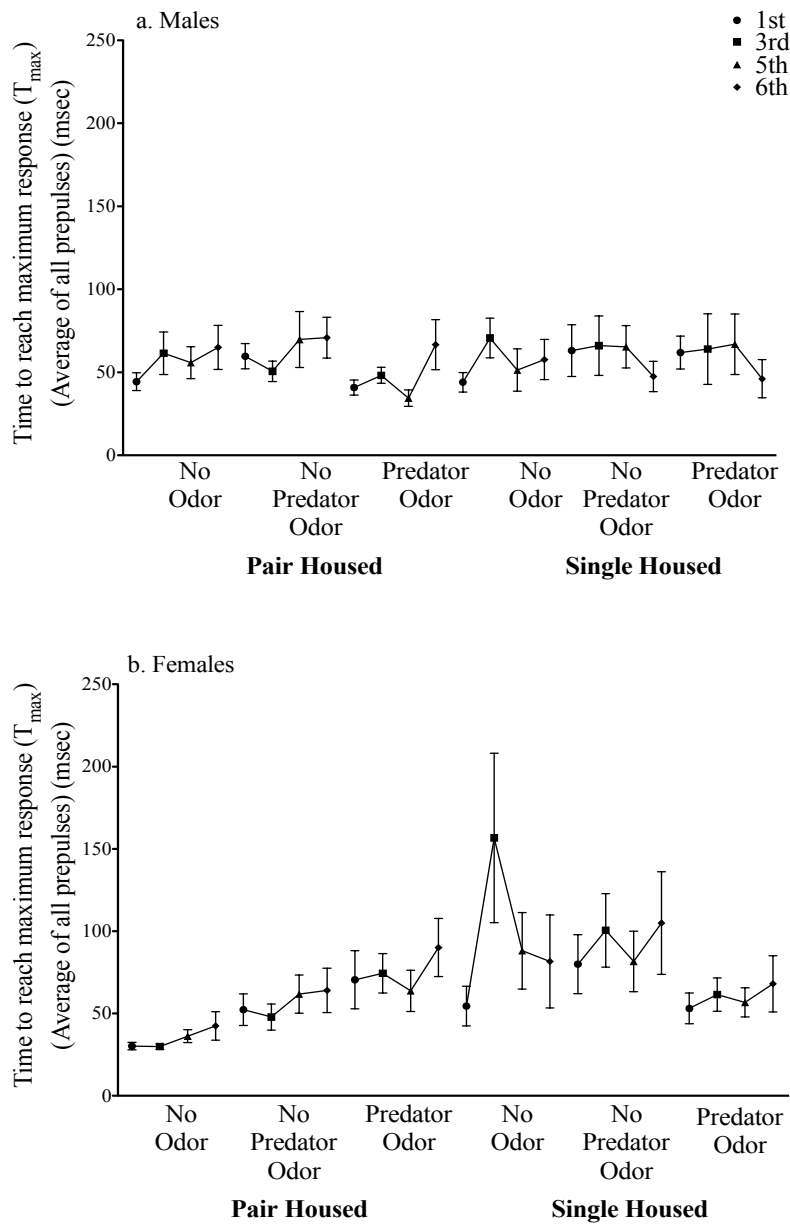 a. Males
1st
3rd
5th
6th
Time to reach maximum response (Tmax)
(Average of all prepulses) (msec)
250
200
150
100
50
0
No Odor
No Predator Odor
Predator Odor
No Odor
No Predator Odor
Predator Odor
Pair Housed
Single Housed
b. Females
Time to reach maximum response (Tmax)
(Average of all prepulses) (msec)
250
200
150
100
50
0
No Odor
No Predator Odor
Predator Odor
No Odor
No Predator Odor
Predator Odor
Pair Housed
Single Housed